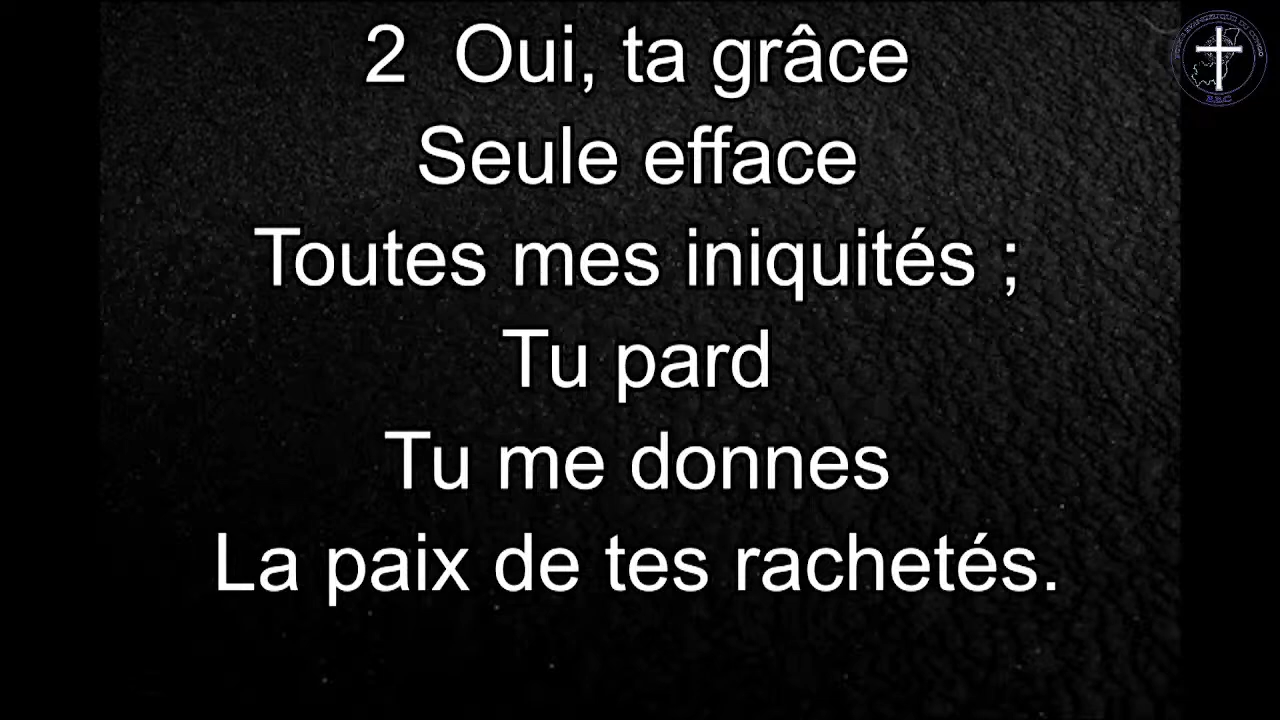 2 Oui, ta grâce
Seule efface
Toutes mes iniquités ;
Tu pard
Tu me donnes
La paix de tes rachetés.